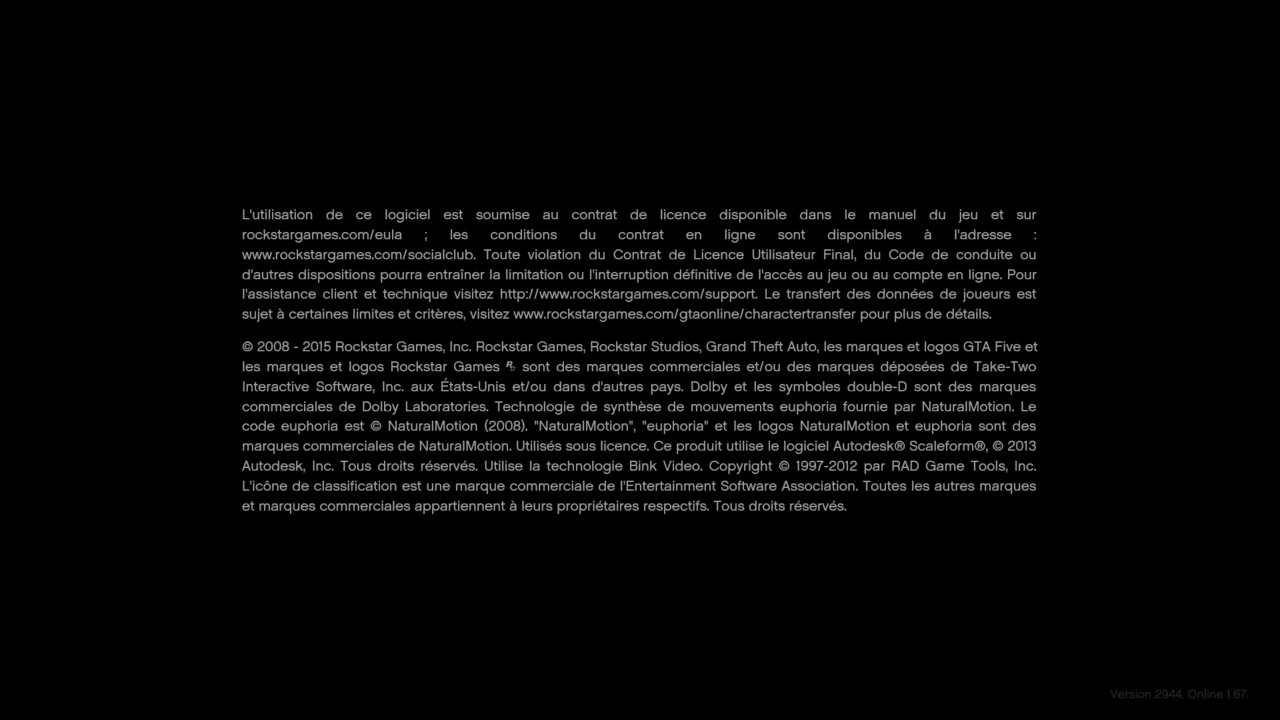 L'utilisation de ce logiciel est soumise au contrat de licence disponible dans le manuel du jeu et sur
rockstargames.com/eula ; les conditions du contrat en ligne sont disponibles à l'adresse :
www.rockstargames.com/socialclub. Toute violation du Contrat de Licence Utilisateur Final, du Code de conduite ou
d'autres dispositions pourra entraîner la limitation ou l'interruption définitive de l'accès au jeu ou au compte en ligne. Pour
l'assistance client et technique visitez http://www.rockstargames.com/support. Le transfert des données de joueurs est
sujet à certaines limites et critères, visitez www.rockstargames.com/gtaonline/charactertransfer pour plus de détails.
© 2008 - 2015 Rockstar Games, Inc. Rockstar Games, Rockstar Studios, Grand Theft Auto, les marques et logos GTA Five et
les marques et logos Rockstar Games R* sont des marques commerciales et/ou des marques déposées de Take-Two
Interactive Software, Inc. aux États-Unis et/ou dans d'autres pays. Dolby et les symboles double-D sont des marques
commerciales de Dolby Laboratories. Technologie de synthèse de mouvements euphoria fournie par NaturalMotion. Le
code euphoria est © NaturalMotion (2008). "NaturalMotion", "euphoria" et les logos NaturalMotion et euphoria sont des
marques commerciales de NaturalMotion. Utilisés sous licence. Ce produit utilise le logiciel Autodesk® Scaleform®, © 2013
Autodesk, Inc. Tous droits réservés. Utilise la technologie Bink Video. Copyright © 1997-2012 par RAD Game Tools, Inc.
L'icône de classification est une marque commerciale de l'Entertainment Software Association. Toutes les autres marques
et marques commerciales appartiennent à leurs propriétaires respectifs. Tous droits réservés.
Version 2944. Online 1.67.